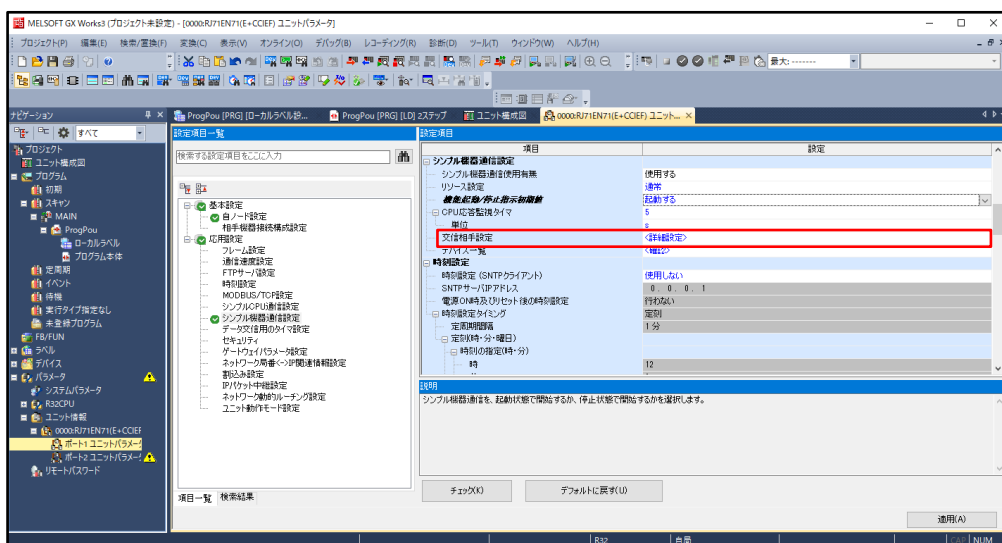 MELSOFT GX Works3 (プロジェクト未設定) - [0000:RJ71EN71(E+CCIEF) ユニットパラメータ]
プロジェクト(P) 編集(E) 検索/置換(F) 変換(C) 表示(V) オンライン(O) デバッグ(B) レコーディング(R) 診断(D) ツール(T) ウィンドウ(W) ヘルプ(H)
最大: -------
ナビゲーション
ProgPou [PRG] [ローカルラベル設...
ProgPou [PRG] [LD] 2ステップ
ユニット構成図
0000:RJ71EN71(E+CCIEF) ユニット...
すべて
プロジェクト
ユニット構成図
プログラム
初期
スキャン
MAIN
ProgPou
ローカルラベル
プログラム本体
定周期
イベント
待機
実行タイプ指定なし
未登録プログラム
FB/FUN
ラベル
デバイス
パラメータ
システムパラメータ
R32CPU
ユニット情報
0000:RJ71EN71(E+CCIEF
ポート1 ユニットパラメータ
ポート2 ユニットパラメータ
リモートパスワード
設定項目一覧
検索する設定項目をここに入力
基本設定
自ノード設定
相手機器接続構成設定
応用設定
フレーム設定
通信速度設定
FTPサーバ設定
時刻設定
MODBUS/TCP設定
シンプルCPU通信設定
シンプル機器通信設定
データ交信用のタイマ設定
セキュリティ
ゲートウェイパラメータ設定
ネットワーク局番<->IP関連情報設定
割込み設定
IPパケット中継設定
ネットワーク動的ルーチング設定
ユニット動作モード設定
項目一覧 検索結果
設定項目
項目 設定
シンプル機器通信設定
シンプル機器通信使用有無 使用する
リソース設定 通常
機能起動/停止指示初期値 起動する
CPU応答監視タイマ 5
単位 s
交信相手設定 <詳細設定>
デバイス一覧 <確認>
時刻設定
時刻設定 (SNTPクライアント) 使用しない
SNTPサーバIPアドレス 0. 0. 0. 1
電源ON時及びリセット後の時刻設定 行わない
時刻設定タイミング 定刻
定周期間隔 1 分
定刻(時・分・曜日)
時刻の指定(時・分)
時 12
説明
シンプル機器通信を、起動状態で開始するか、停止状態で開始するかを選択します。
チェック(K) デフォルトに戻す(U)
適用(A)
R32 自局 CAP NUM